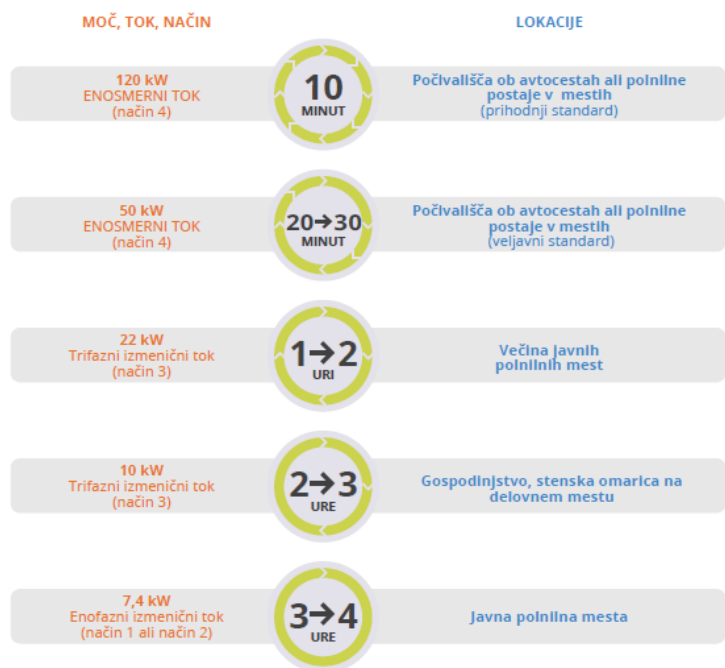 MOČ, TOK, NAČIN
LOKACIJE
120 kW
ENOSMERNI TOK
(način 4)
10
MINUT
Počivališča ob avtocestah ali polnilne
postaje v mestih
(prihodnji standard)
50 kW
ENOSMERNI TOK
(način 4)
20→30
MINUT
Počivališča ob avtocestah ali polnilne
postaje v mestih
(veljavni standard)
22 kW
Trifazni izmenični tok
(način 3)
1→2
URI
Večina javnih
polnilnih mest
10 kW
Trifazni izmenični tok
(način 3)
2→3
URE
Gospodinjstvo, stenska omarica na
delovnem mestu
7,4 kW
Enofazni izmenični tok
(način 1 ali način 2)
3→4
URE
Javna polnilna mesta